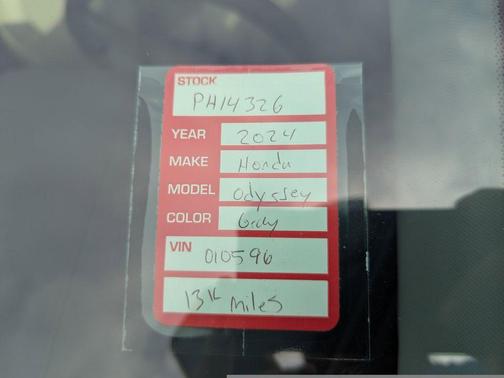 STOCK
PH14326
YEAR 2024
MAKE Honda
MODEL Odyssey
COLOR Gray
VIN 010596
13K miles